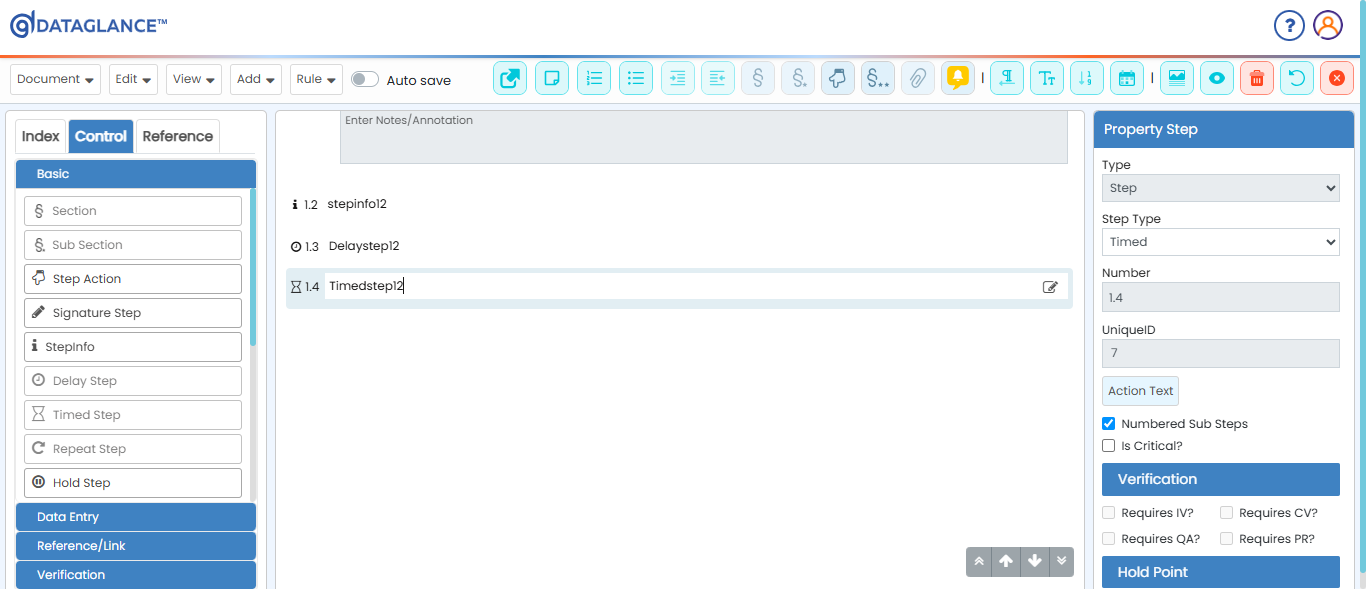 DATAGLANCE™
?
Document Edit View Add Rule Auto save
Index Control Reference
Basic
§ Section
§. Sub Section
Step Action
Signature Step
StepInfo
Delay Step
Timed Step
Repeat Step
Hold Step
Data Entry
Reference/Link
Verification
Enter Notes/Annotation
1.2 stepinfo12
1.3 Delaystep12
1.4 Timedstep12
Property Step
Type
Step
Step Type
Timed
Number
1.4
UniqueID
7
Action Text
Numbered Sub Steps
Is Critical?
Verification
Requires IV? Requires CV?
Requires QA? Requires PR?
Hold Point